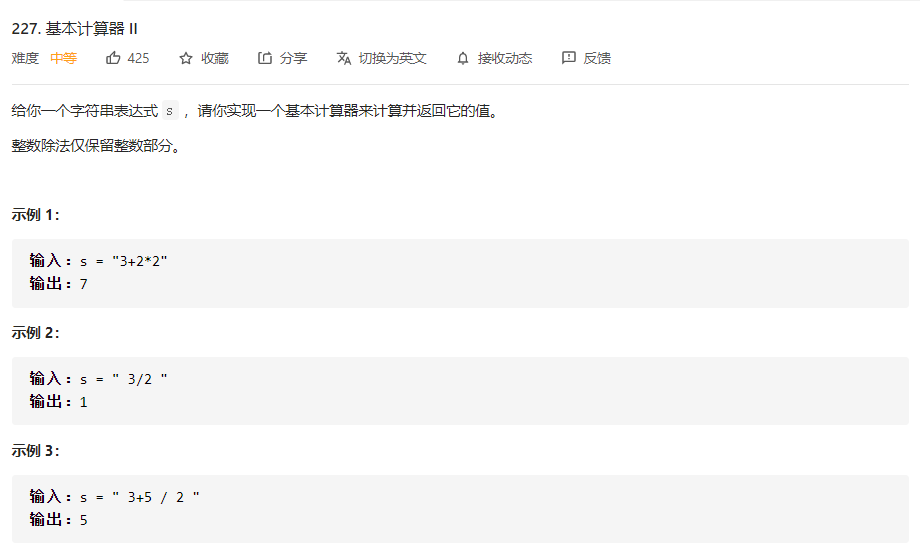 227. 基本计算器 II
难度 中等 425 收藏 分享 切换为英文 接收动态 反馈
给你一个字符串表达式 s ，请你实现一个基本计算器来计算并返回它的值。
整数除法仅保留整数部分。
示例 1：
输入：s = "3+2*2"
输出：7
示例 2：
输入：s = " 3/2 "
输出：1
示例 3：
输入：s = " 3+5 / 2 "
输出：5